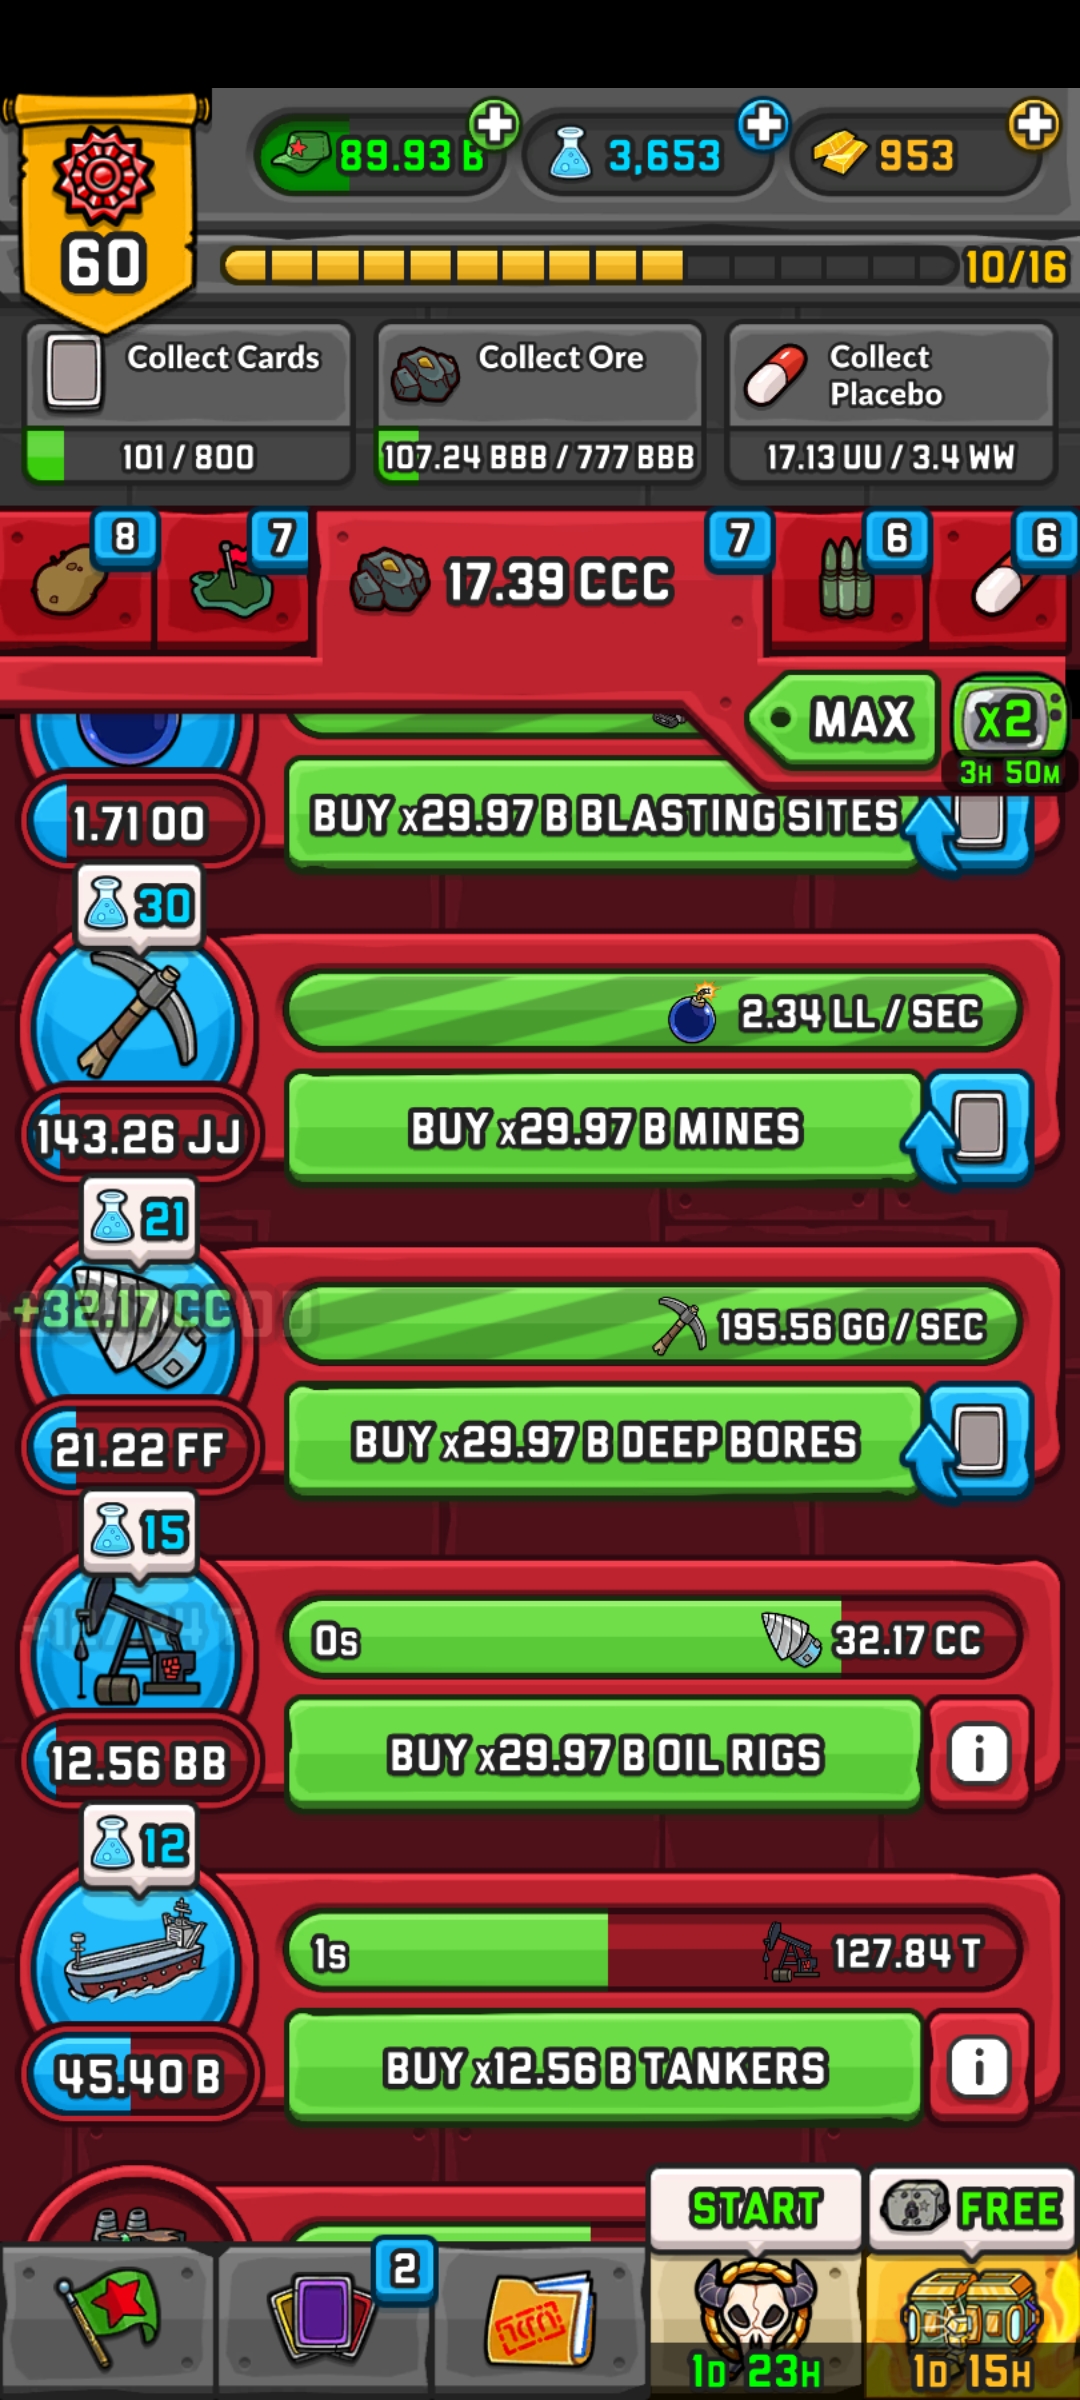 60
89.93 B
3,653
953
10/16
Collect Cards
101 / 800
Collect Ore
107.24 BBB / 777 BBB
Collect
Placebo
17.13 UU / 3.4 WW
8
7
17.39 CCC
7
6
6
MAX
x2
3H 50M
1.71 OO
BUY x29.97 B BLASTING SITES
30
2.34 LL / SEC
143.26 JJ
BUY x29.97 B MINES
21
+32.17 CC
195.56 GG / SEC
21.22 FF
BUY x29.97 B DEEP BORES
15
0s
32.17 CC
12.56 BB
BUY x29.97 B OIL RIGS
i
12
1s
127.84 T
45.40 B
BUY x12.56 B TANKERS
i
START
FREE
2
1D 23H
1D 15H